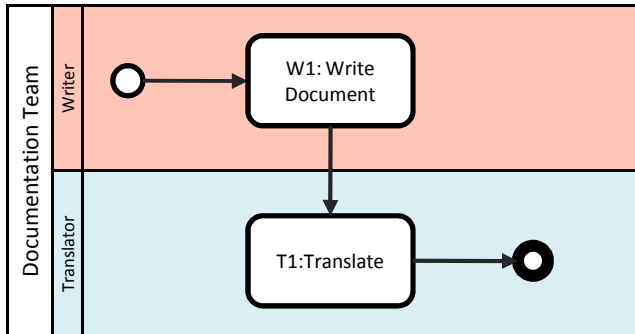 Documentation Team
Writer
W1: Write
Document
Translator
T1:Translate